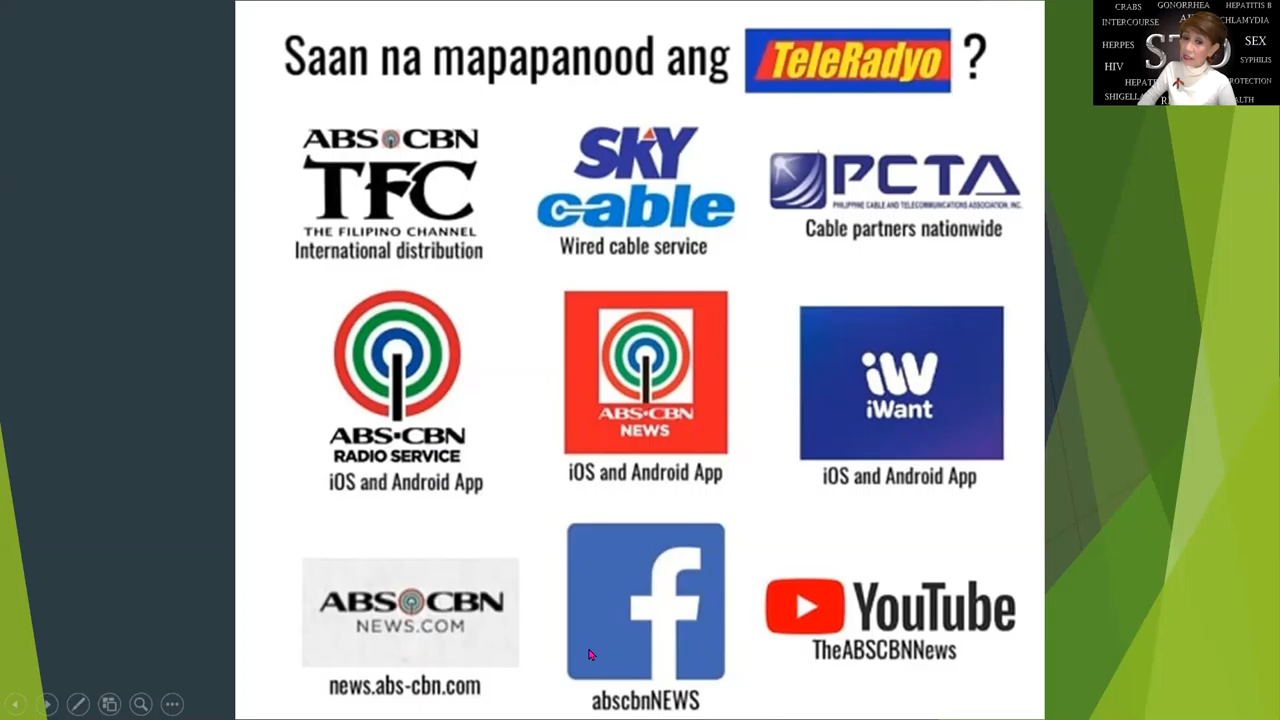 Saan na mapapanood ang TeleRadyo ?
ABS CBN
TFC
THE FILIPINO CHANNEL
International distribution
SKY
cable
Wired cable service
PCTA
PHILIPPINE CABLE AND TELECOMMUNICATIONS ASSOCIATION, INC.
Cable partners nationwide
ABS•CBN
RADIO SERVICE
iOS and Android App
ABS•CBN
NEWS
iOS and Android App
iW
iWant
iOS and Android App
ABS CBN
NEWS.COM
news.abs-cbn.com
f
abscbnNEWS
YouTube
TheABSCBNNews
CRABS GONORRHEA HEPATITIS B
INTERCOURSE
HERPES SEX
HIV SYPHILIS